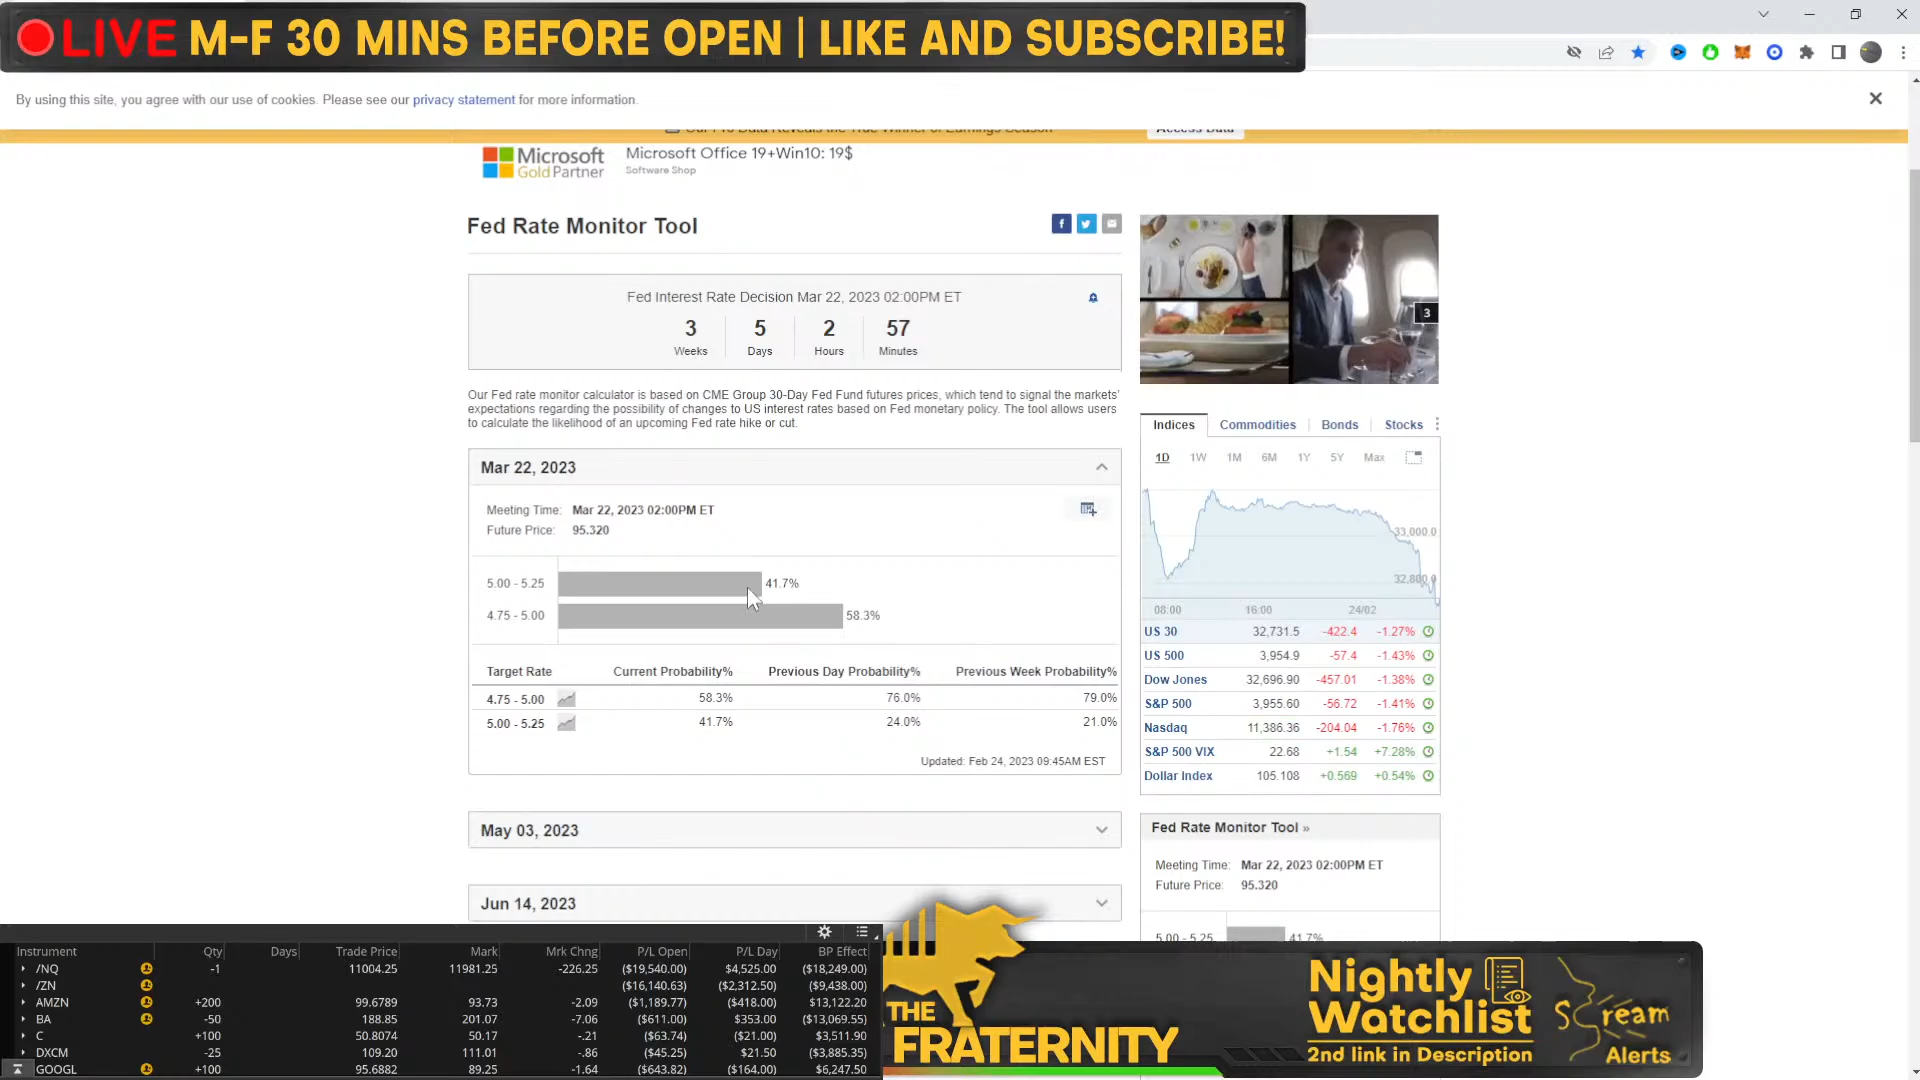 LIVE M-F 30 MINS BEFORE OPEN | LIKE AND SUBSCRIBE!
By using this site, you agree with our use of cookies. Please see our privacy statement for more information.
Microsoft Gold Partner
Microsoft Office 19+Win10: 19$
Software Shop
Fed Rate Monitor Tool
Fed Interest Rate Decision Mar 22, 2023 02:00PM ET
3 5 2 57
Weeks Days Hours Minutes
Our Fed rate monitor calculator is based on CME Group 30-Day Fed Fund futures prices, which tend to signal the markets'
expectations regarding the possibility of changes to US interest rates based on Fed monetary policy. The tool allows users
to calculate the likelihood of an upcoming Fed rate hike or cut.
Mar 22, 2023
Meeting Time: Mar 22, 2023 02:00PM ET
Future Price: 95.320
5.00 - 5.25 41.7%
4.75 - 5.00 58.3%
Target Rate Current Probability% Previous Day Probability% Previous Week Probability%
4.75 - 5.00 58.3% 76.0% 79.0%
5.00 - 5.25 41.7% 24.0% 21.0%
Updated: Feb 24, 2023 09:45AM EST
May 03, 2023
Jun 14, 2023
3
Indices Commodities Bonds Stocks
1D 1W 1M 6M 1Y 5Y Max
33,000.0
32,800.0
08:00 16:00 24/02
US 30 32,731.5 -422.4 -1.27%
US 500 3,954.9 -57.4 -1.43%
Dow Jones 32,696.90 -457.01 -1.38%
S&P 500 3,955.60 -56.72 -1.41%
Nasdaq 11,386.36 -204.04 -1.76%
S&P 500 VIX 22.68 +1.54 +7.28%
Dollar Index 105.108 +0.569 +0.54%
Fed Rate Monitor Tool »
Meeting Time: Mar 22, 2023 02:00PM ET
Future Price: 95.320
5.00 - 5.25 41.7%
Instrument Qty Days Trade Price Mark Mrk Chng P/L Open P/L Day BP Effect
/NQ -1 11004.25 11981.25 -226.25 ($19,540.00) $4,525.00 ($18,249.00)
/ZN ($16,140.63) ($2,312.50) ($9,438.00)
AMZN +200 99.6789 93.73 -2.09 ($1,189.77) ($418.00) $13,122.20
BA -50 188.85 201.07 -7.06 ($611.00) $353.00 ($13,069.55)
C +100 50.8074 50.17 -.21 ($63.74) ($21.00) $3,511.90
DXCM -25 109.20 111.01 -.86 ($45.25) $21.50 ($3,885.35)
GOOGL +100 95.6882 89.25 -1.64 ($643.82) ($164.00) $6,247.50
THE
FRATERNITY
Nightly
Watchlist
2nd link in Description
Scream
Alerts